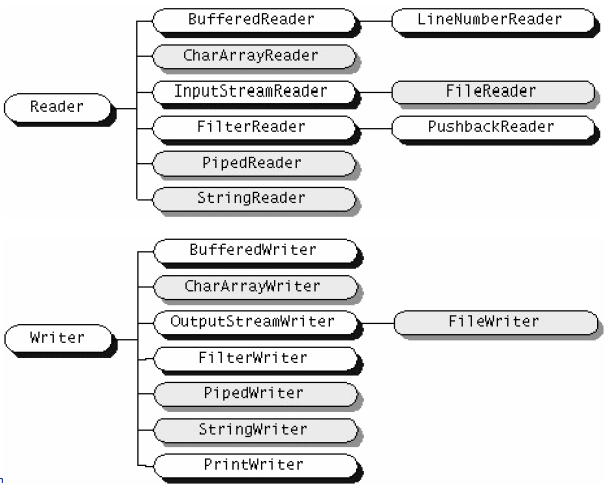 BufferedReader
LineNumberReader
CharArrayReader
InputStreamReader
FileReader
Reader
FilterReader
PushbackReader
PipedReader
StringReader
BufferedWriter
CharArrayWriter
OutputStreamWriter
FileWriter
Writer
FilterWriter
PipedWriter
StringWriter
PrintWriter